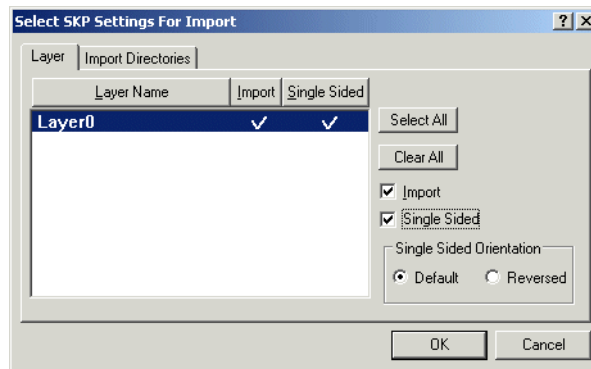 Select SKP Settings For Import
Layer Import Directories
Layer Name Import Single Sided
Layer0
Select All
Clear All
Import
Single Sided
Single Sided Orientation
Default Reversed
OK Cancel